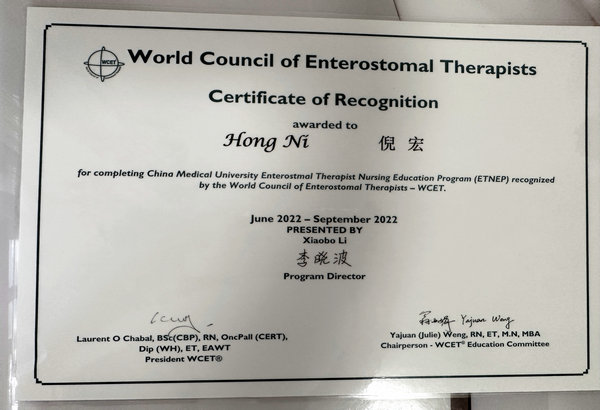 WCET
World Council of Enterostomal Therapists
Certificate of Recognition
awarded to
Hong Ni 倪 宏
for completing China Medical University Enterostmal Therapist Nursing Education Program (ETNEP) recognized
by the World Council of Enterostomal Therapists – WCET.
June 2022 – September 2022
PRESENTED BY
Xiaobo Li
李晓波
Program Director
Laurent O Chabal, BSc(CBP), RN, OncPall (CERT),
Dip (WH), ET, EAWT
President WCET®
Yajuan Weng
Yajuan (Julie) Weng, RN, ET, M.N, MBA
Chairperson - WCET® Education Committee